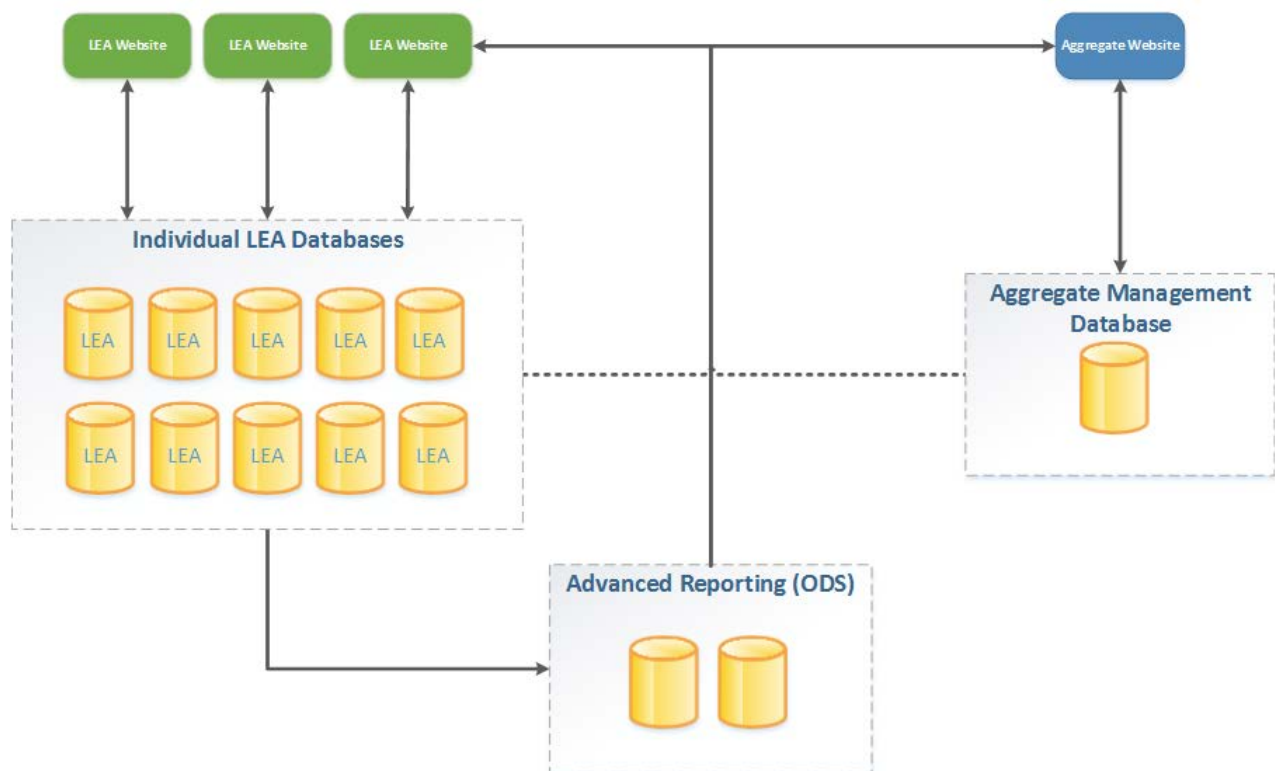 LEA Website
LEA Website
LEA Website
Aggregate Website
Individual LEA Databases
LEA
LEA
LEA
LEA
LEA
LEA
LEA
LEA
LEA
LEA
Aggregate Management
Database
Advanced Reporting (ODS)